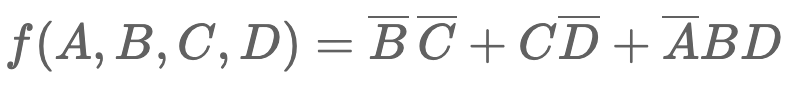 f(A, B, C, D) = B̅ C̅ + CD̅ + A̅BD